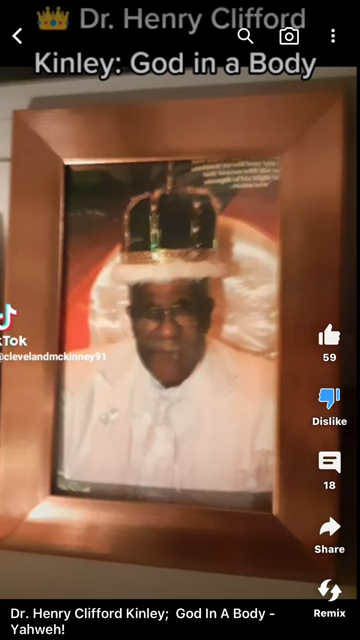 👑 Dr. Henry Clifford
Kinley: God in a Body
TikTok
@clevelandmckinney91
59
Dislike
18
Share
Remix
Dr. Henry Clifford Kinley; God In A Body -
Yahweh!